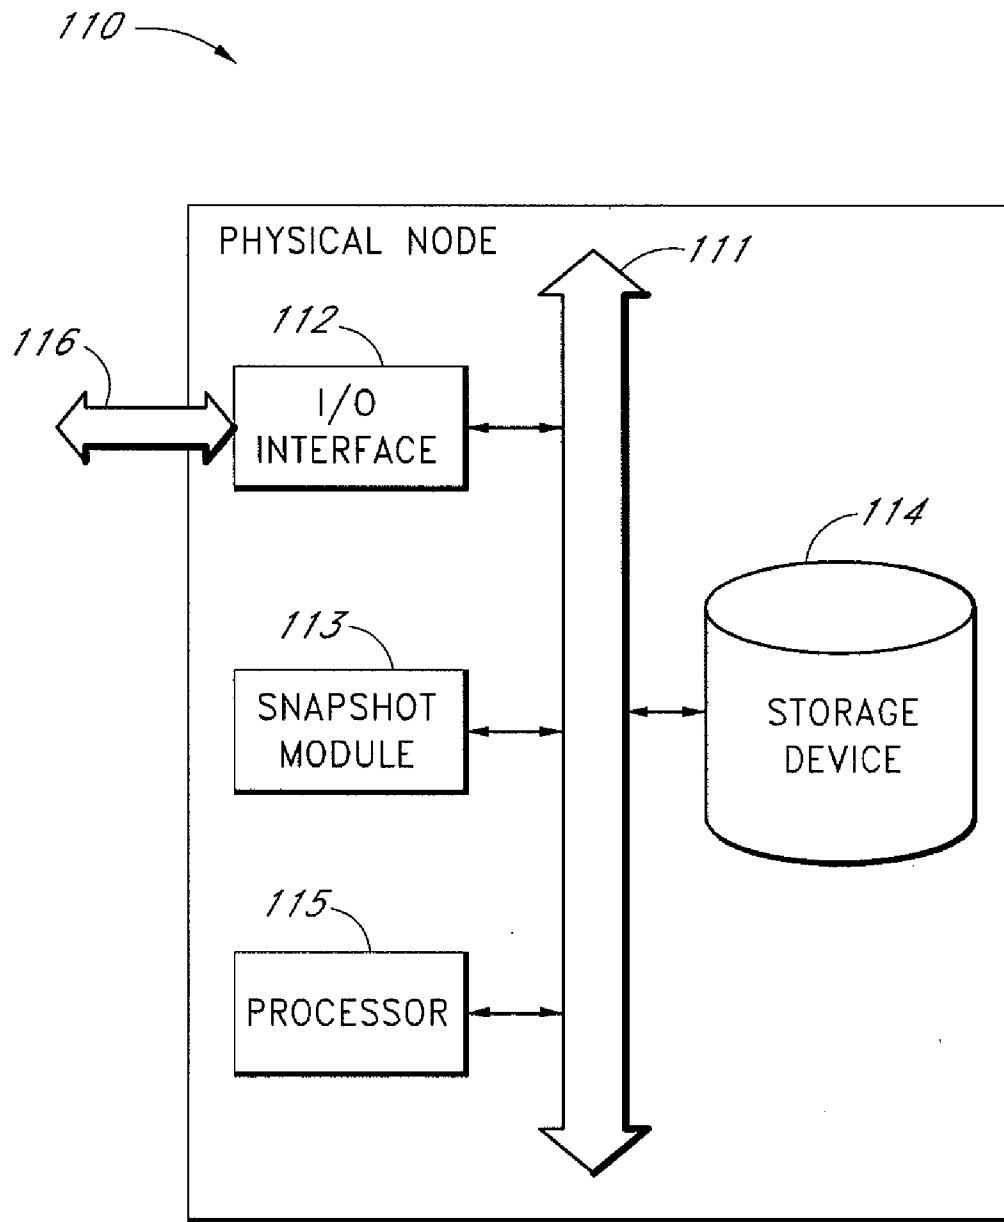 110
PHYSICAL NODE
111
112
116
I/O
INTERFACE
114
113
SNAPSHOT
MODULE
STORAGE
DEVICE
115
PROCESSOR